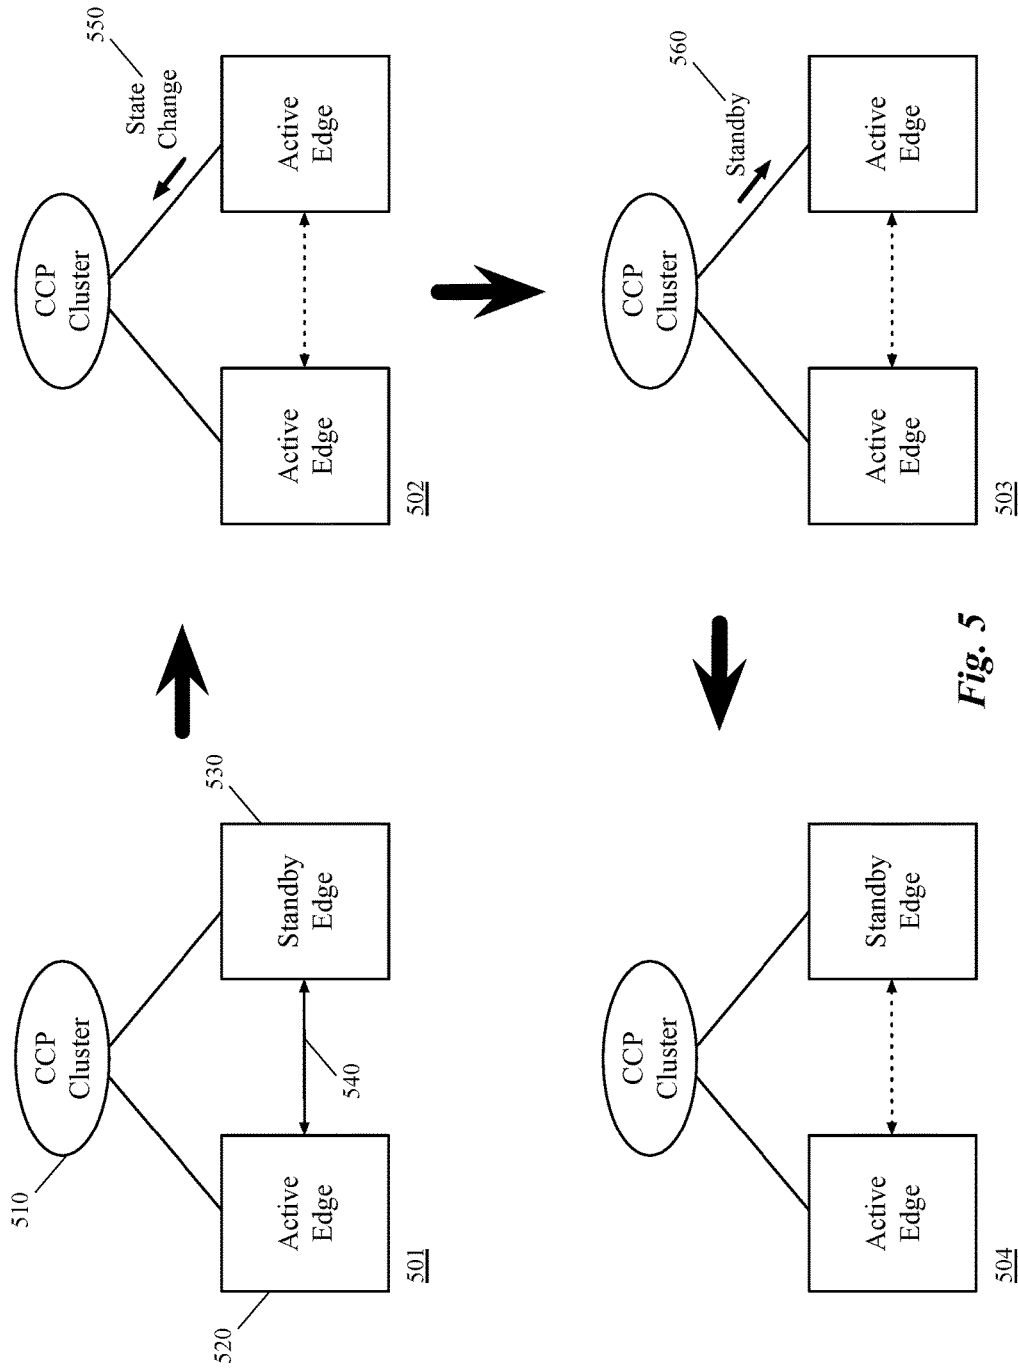 510
CCP
Cluster
520
Active
Edge
540
Standby
Edge
530
501
CCP
Cluster
550
State
Change
Active
Edge
Active
Edge
502
CCP
Cluster
Active
Edge
Standby
Edge
504
CCP
Cluster
560
Standby
Active
Edge
Active
Edge
503
Fig. 5